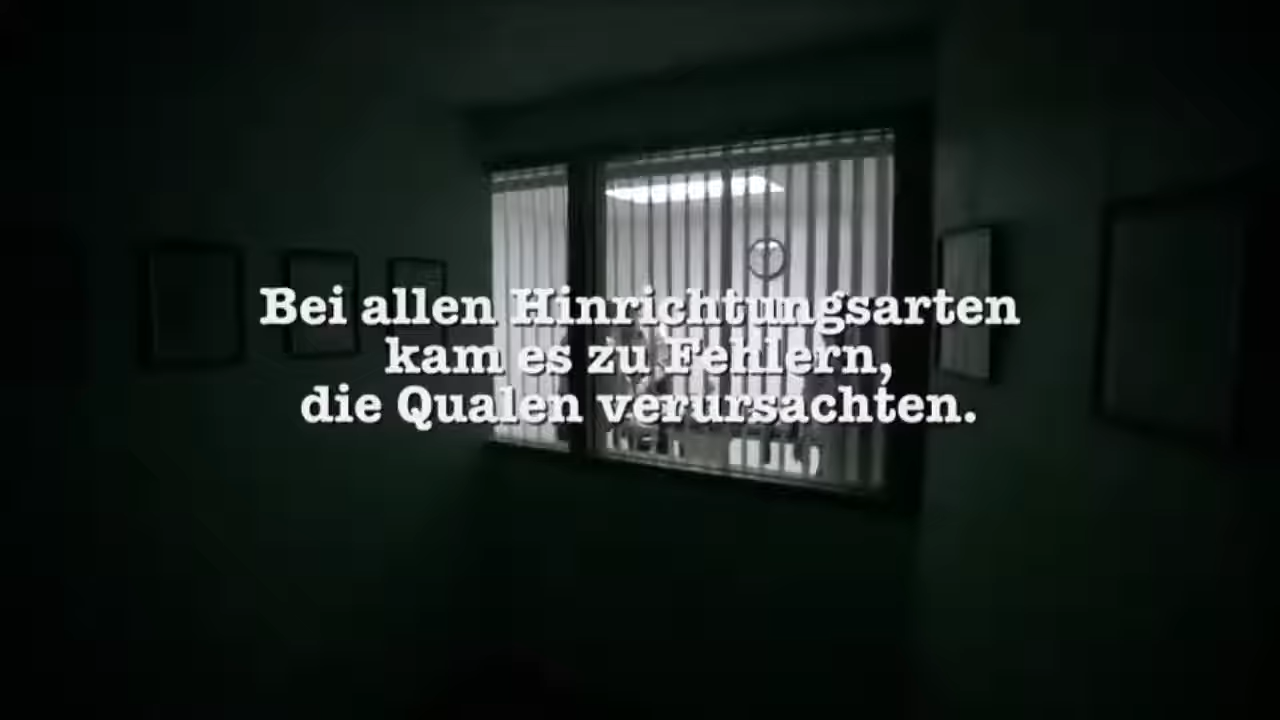 Bei allen Hinrichtungsarten
kam es zu Fehlern,
die Qualen verursachten.